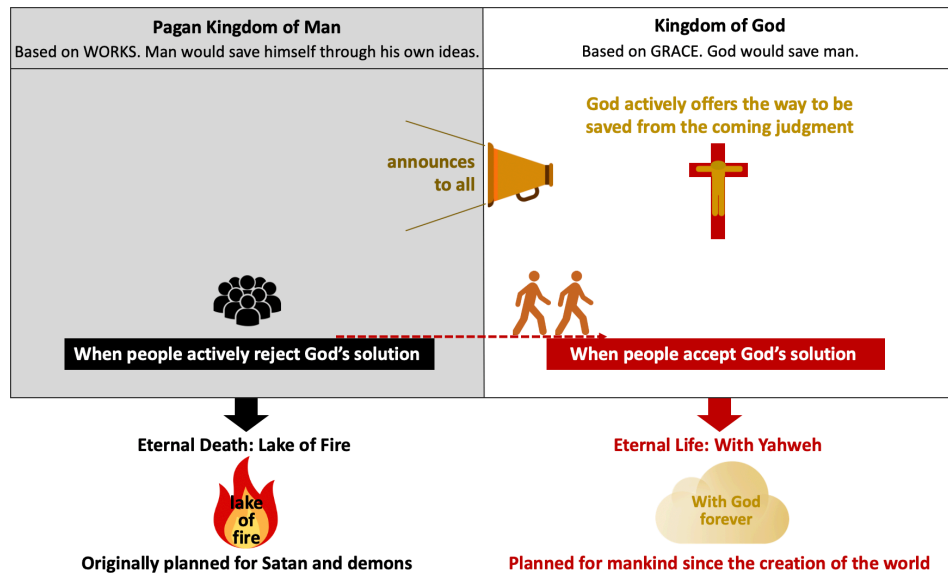 Pagan Kingdom of Man
Based on WORKS. Man would save himself through his own ideas.
Kingdom of God
Based on GRACE. God would save man.
God actively offers the way to be
saved from the coming judgment
announces
to all
When people actively reject God’s solution
When people accept God’s solution
Eternal Death: Lake of Fire
lake
of
fire
Originally planned for Satan and demons
Eternal Life: With Yahweh
With God
forever
Planned for mankind since the creation of the world